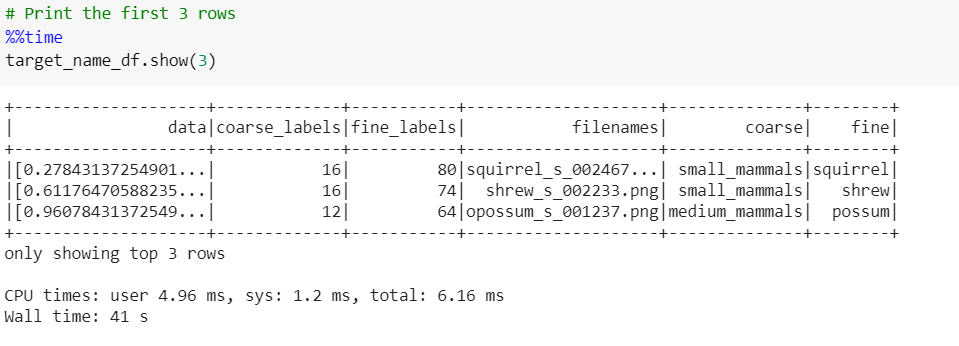 # Print the first 3 rows
%%time
target_name_df.show(3)
+--------------------+-------------+-----------+--------------------+--------------+--------+
|                data|coarse_labels|fine_labels|           filenames|        coarse|    fine|
+--------------------+-------------+-----------+--------------------+--------------+--------+
|[0.27843137254901...|           16|         80|squirrel_s_002467...| small_mammals|squirrel|
|[0.61176470588235...|           16|         74|  shrew_s_002233.png| small_mammals|   shrew|
|[0.96078431372549...|           12|         64|opossum_s_001237.png|medium_mammals|  possum|
+--------------------+-------------+-----------+--------------------+--------------+--------+
only showing top 3 rows
CPU times: user 4.96 ms, sys: 1.2 ms, total: 6.16 ms
Wall time: 41 s